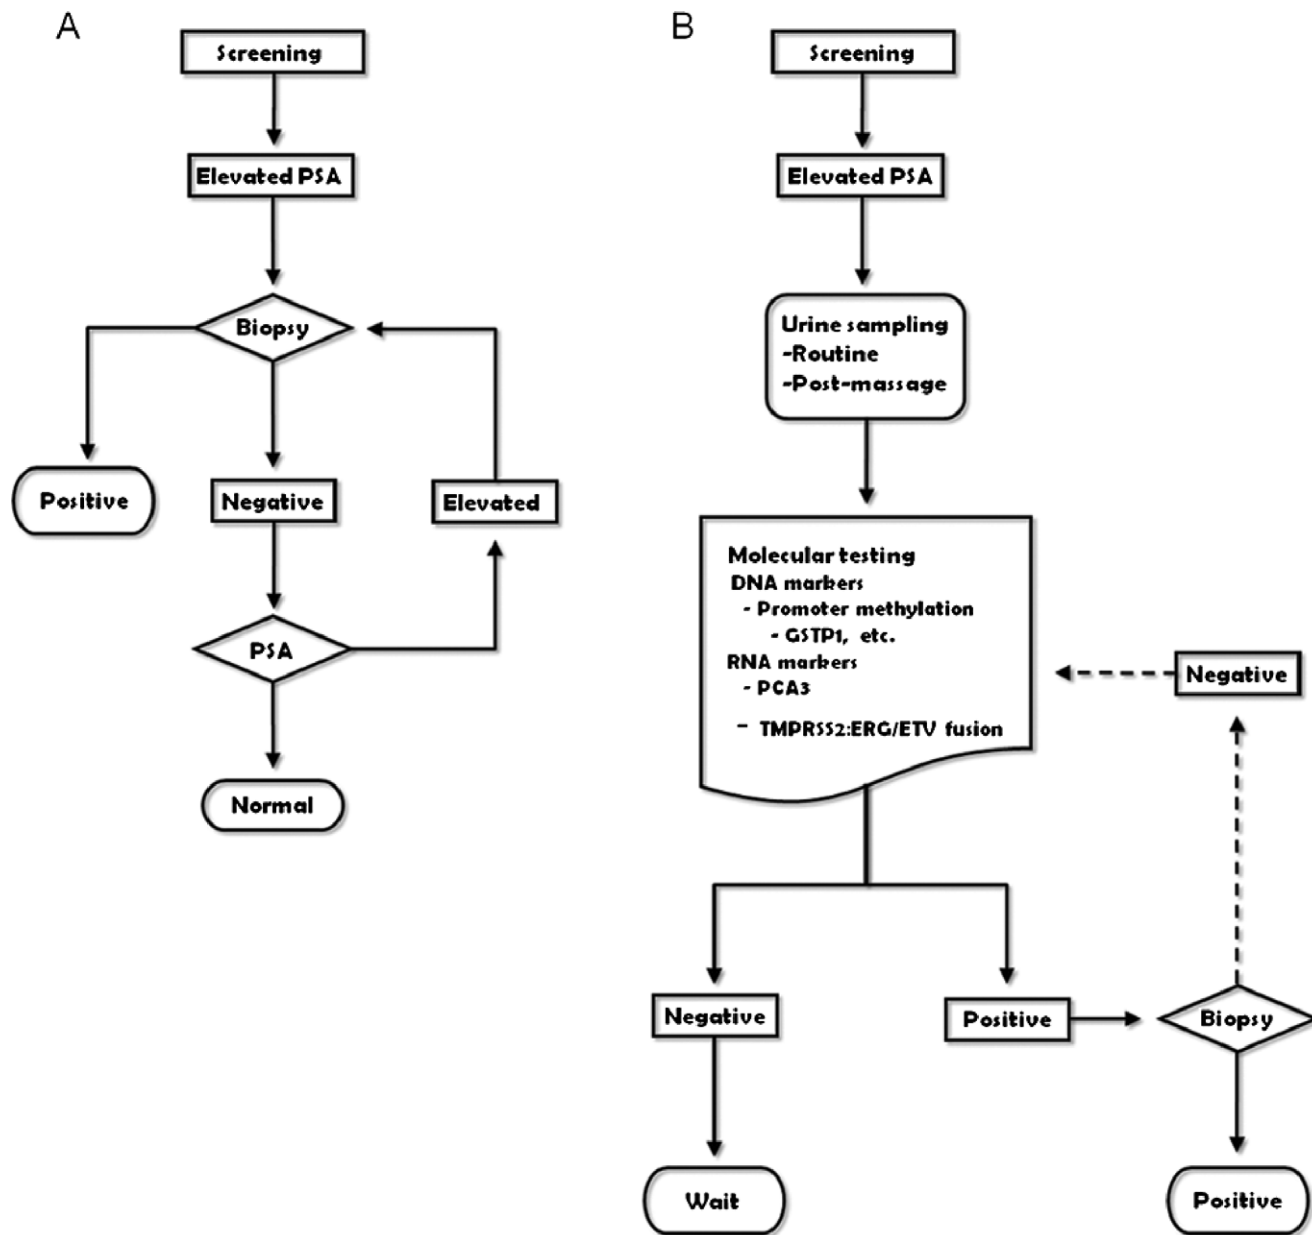 A
Screening
Elevated PSA
Biopsy
Positive
Negative
Elevated
PSA
Normal
B
Screening
Elevated PSA
Urine sampling
-Routine
-Post-massage
Molecular testing
DNA markers
- Promoter methylation
- GSTP1, etc.
RNA markers
- PCA3
- TMPRSS2:ERG/ETV fusion
Negative
Negative
Positive
Biopsy
Wait
Positive